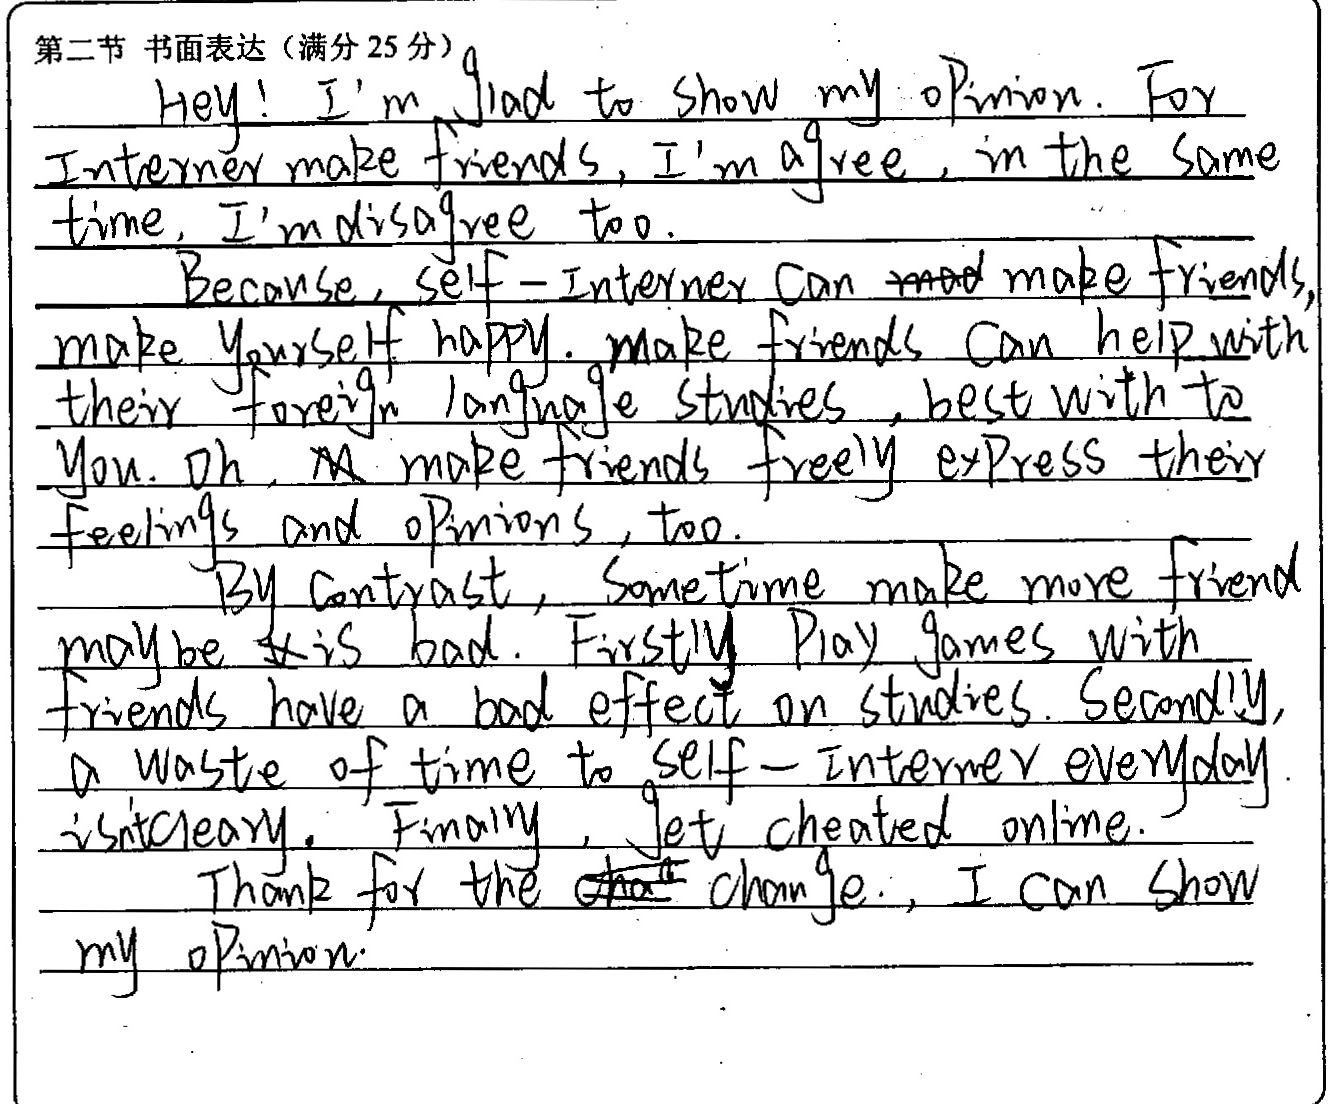 第二节 书面表达（满分 25 分）
Hey! I'm glad to show my opinion. For
Interner make friends, I'm agree, in the same
time, I'm disagree too.
Because, self-Interner can mad make friends,
make yourself happy. make friends can help with
their foreign language studies, best with to
you. Oh, M make friends freely express their
feelings and opinions, too.
By contrast, sometime make more friend
maybe is bad. Firstly play games with
friends have a bad effect on studies. Secondly,
a waste of time to self-Interner everyday
isn't cleary. Finally, get cheated online.
Thank for the change., I can show
my opinion.